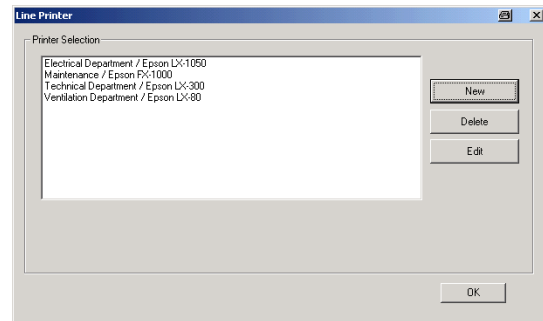 Line Printer
Printer Selection
Electrical Department / Epson LX-1050
Maintenance / Epson FX-1000
Technical Department / Epson LX-300
Ventilation Department / Epson LX-80
New
Delete
Edit
OK